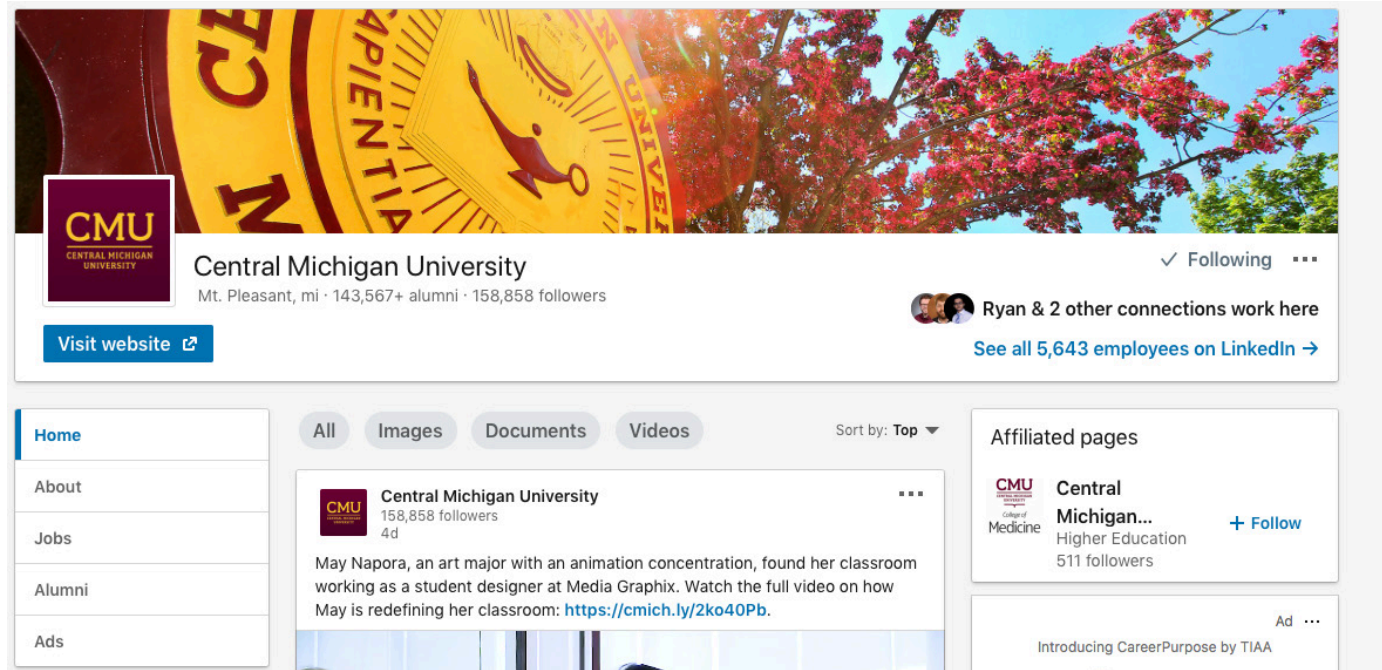 CE
APIENTIA
N UNIVER
M
CMU
CENTRAL MICHIGAN
UNIVERSITY
Central Michigan University
Mt. Pleasant, mi · 143,567+ alumni · 158,858 followers
Visit website
✓ Following ···
Ryan & 2 other connections work here
See all 5,643 employees on LinkedIn →
Home
About
Jobs
Alumni
Ads
All Images Documents Videos
Sort by: Top
CMU
Central Michigan University
158,858 followers
4d
May Napora, an art major with an animation concentration, found her classroom
working as a student designer at Media Graphix. Watch the full video on how
May is redefining her classroom: https://cmich.ly/2ko40Pb.
Affiliated pages
CMU
College of
Medicine
Central
Michigan...
Higher Education
511 followers
+ Follow
Ad ···
Introducing CareerPurpose by TIAA